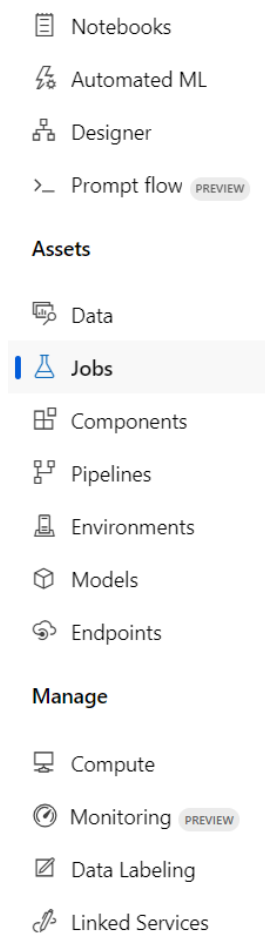 Notebooks
Automated ML
Designer
Prompt flow PREVIEW
Assets
Data
Jobs
Components
Pipelines
Environments
Models
Endpoints
Manage
Compute
Monitoring PREVIEW
Data Labeling
Linked Services